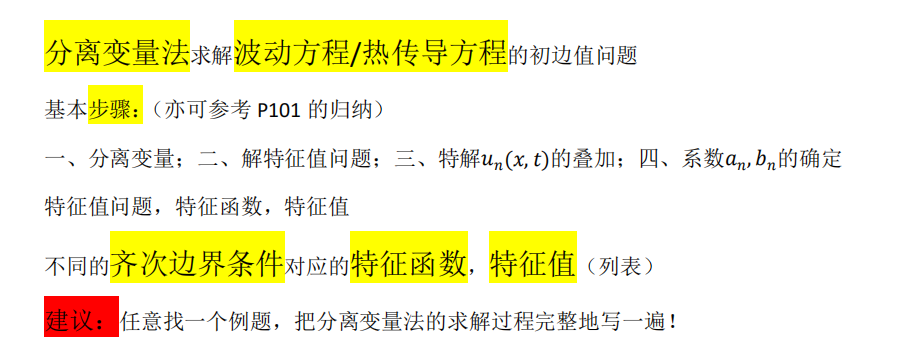 分离变量法求解波动方程/热传导方程的初边值问题
基本步骤：（亦可参考 P101 的归纳）
一、分离变量；二、解特征值问题；三、特解uₙ(x, t)的叠加；四、系数aₙ, bₙ的确定
特征值问题，特征函数，特征值
不同的齐次边界条件对应的特征函数，特征值（列表）
建议：任意找一个例题，把分离变量法的求解过程完整地写一遍！